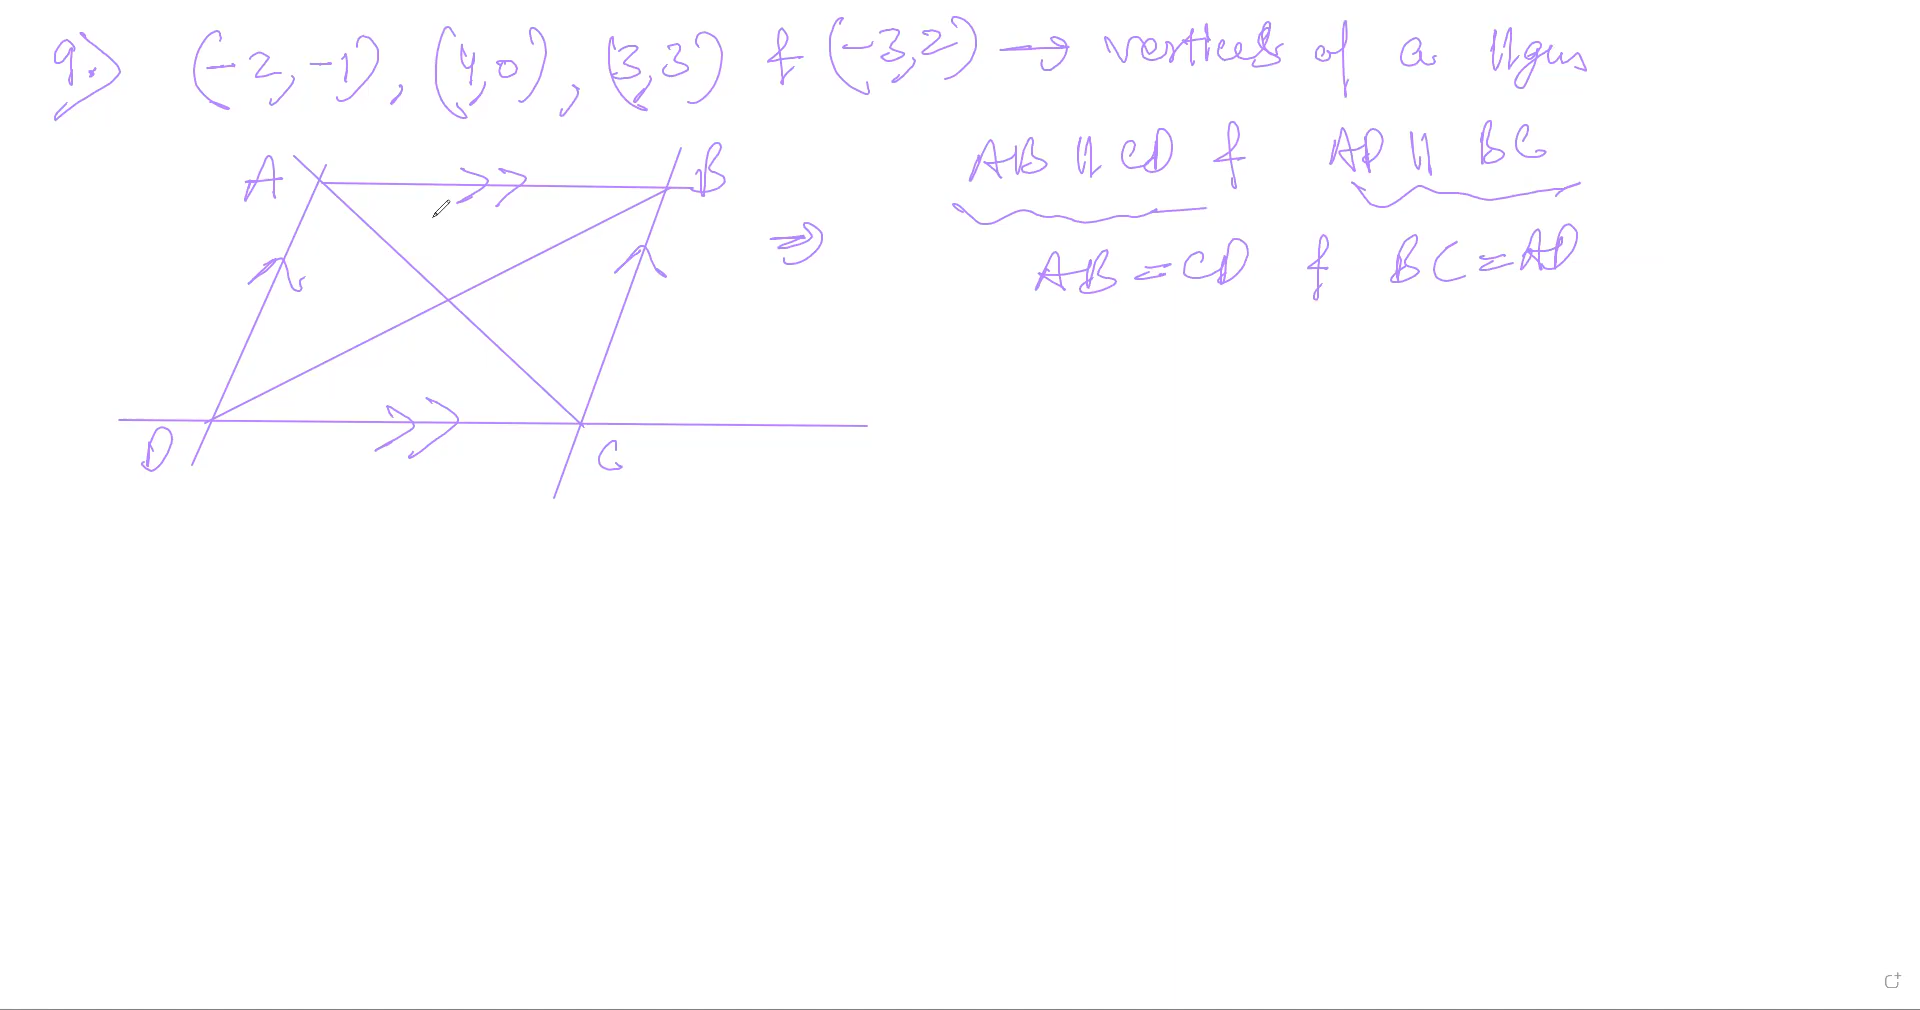 9.) (-2,-1), (4,0), (3,3) & (-3,2) → vertices of a ||gm
AB || CD & AD || BC
A B
⇒ AB = CD & BC = AD
D C